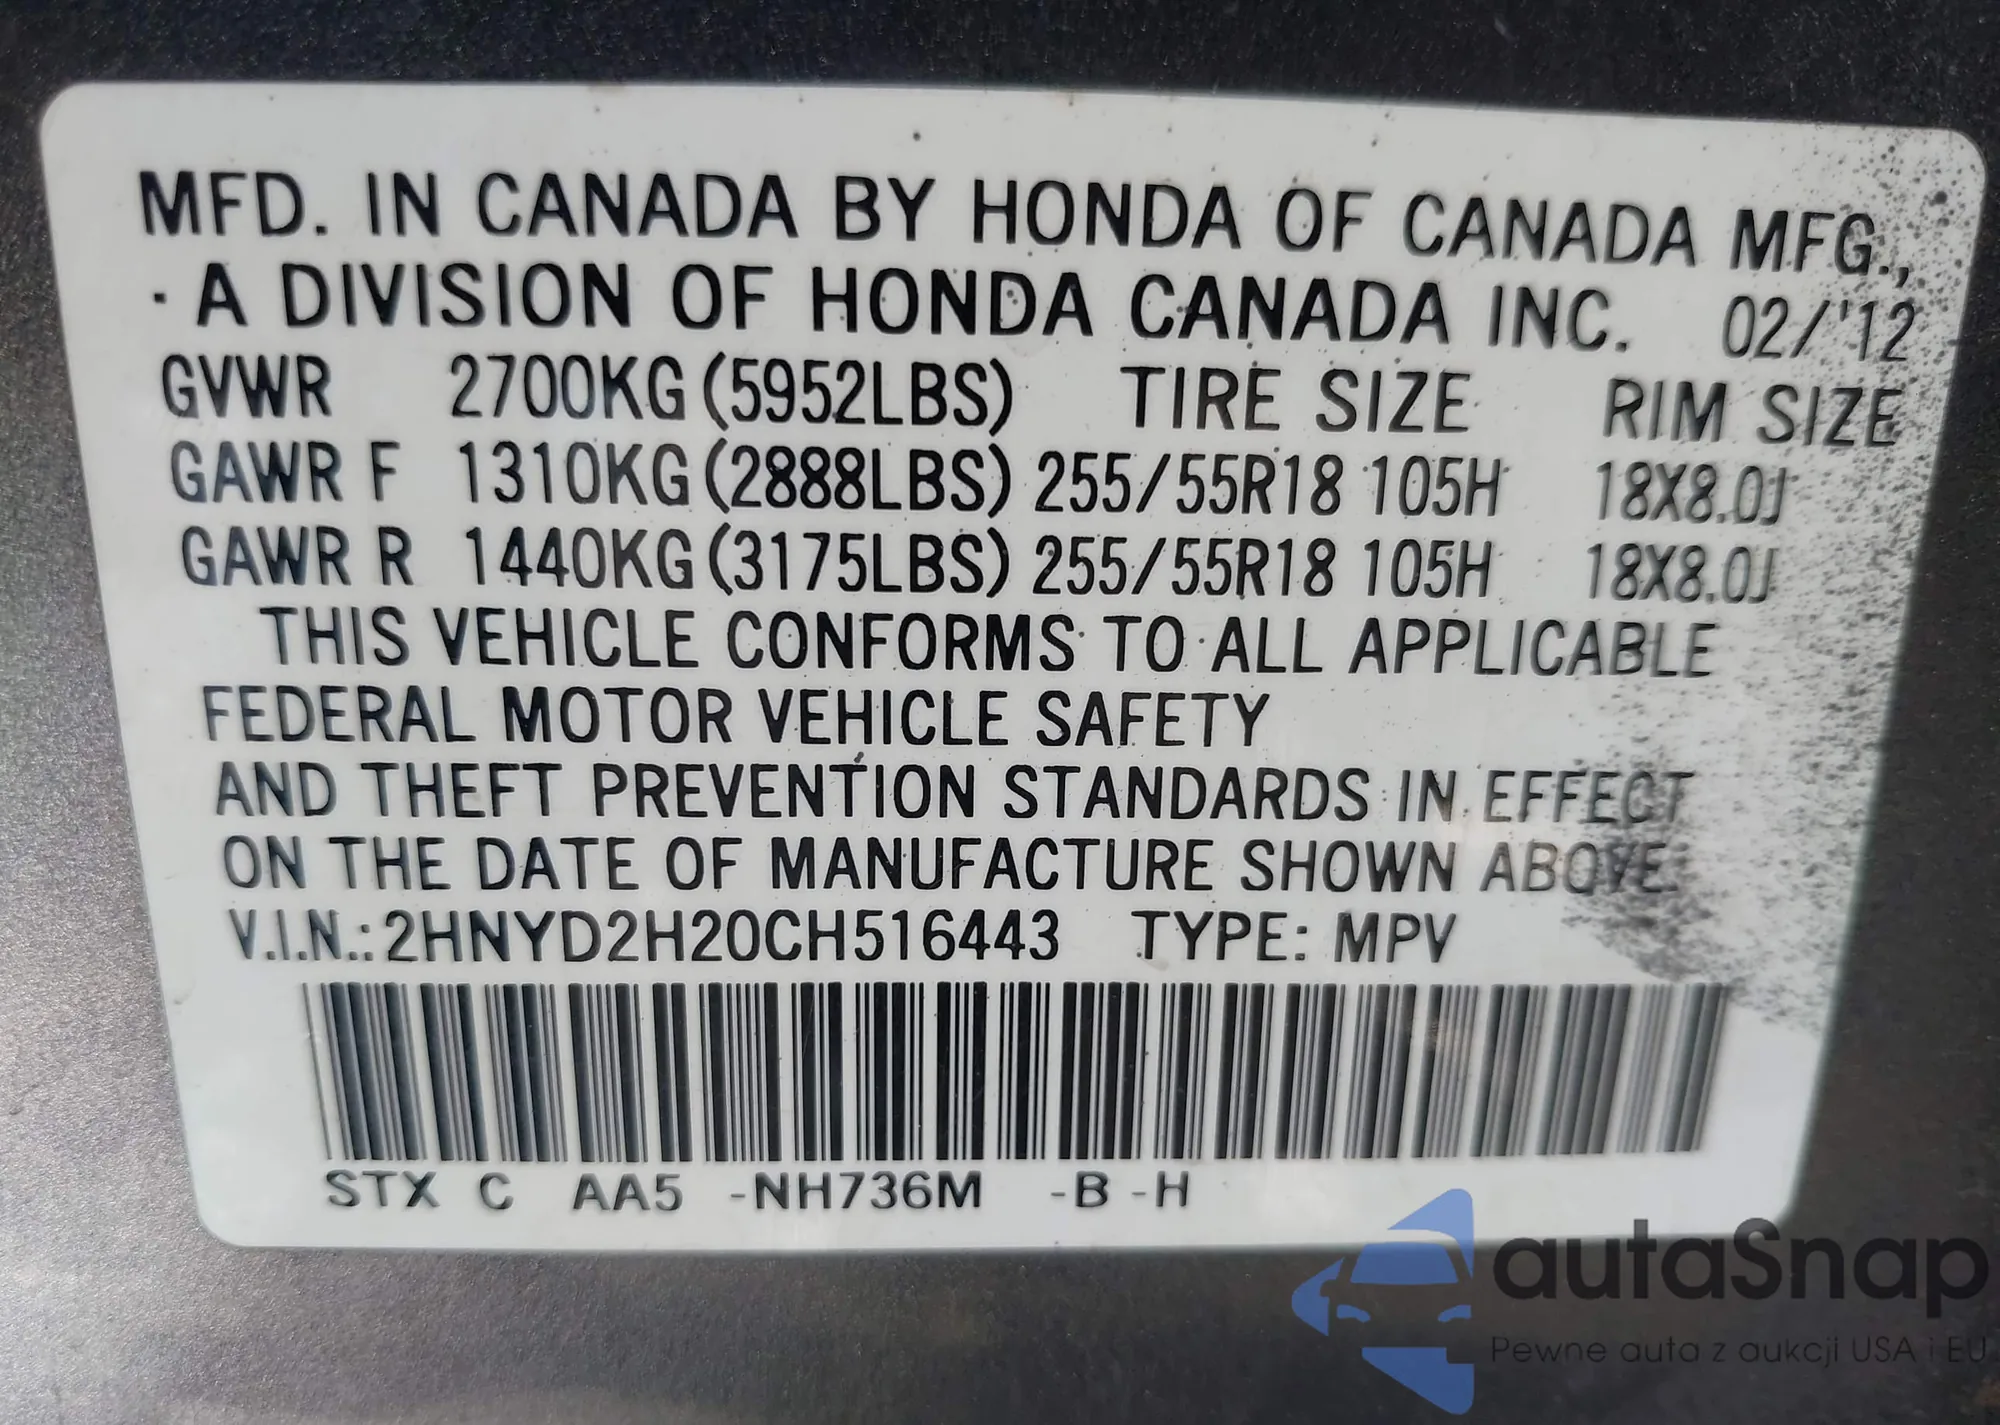 MFD. IN CANADA BY HONDA OF CANADA MFG.,
A DIVISION OF HONDA CANADA INC. 02/'12
GVWR 2700KG (5952LBS) TIRE SIZE RIM SIZE
GAWR F 1310KG (2888LBS) 255/55R18 105H 18X8.0J
GAWR R 1440KG (3175LBS) 255/55R18 105H 18X8.0J
THIS VEHICLE CONFORMS TO ALL APPLICABLE
FEDERAL MOTOR VEHICLE SAFETY
AND THEFT PREVENTION STANDARDS IN EFFECT
ON THE DATE OF MANUFACTURE SHOWN ABOVE.
V.I.N.: 2HNYD2H20CH516443 TYPE: MPV
STX C AA5 -NH736M -B -H
autaSnap
Pewne auta z aukcji USA i EU